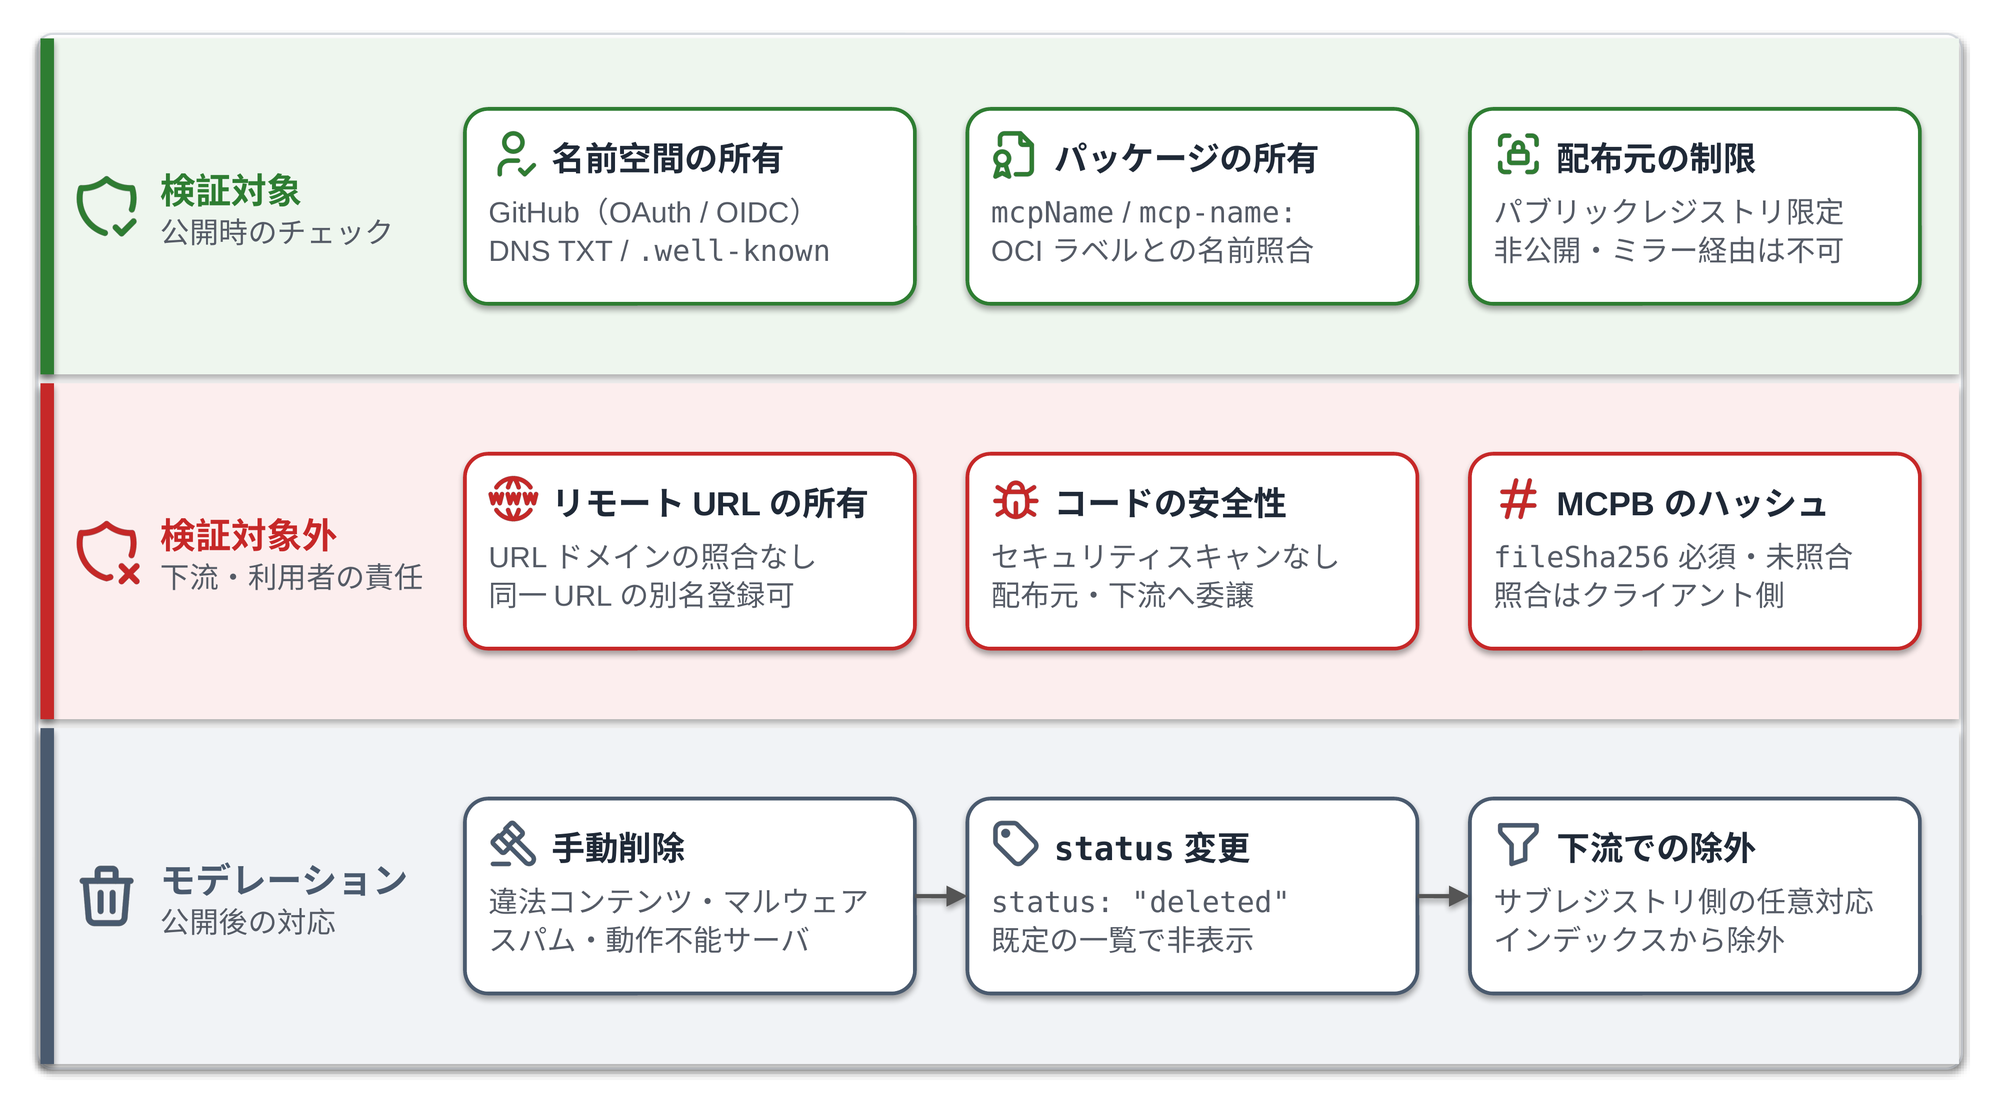 検証対象
公開時のチェック
名前空間の所有
GitHub（OAuth / OIDC）
DNS TXT / .well-known
パッケージの所有
mcpName / mcp-name:
OCI ラベルとの名前照合
配布元の制限
パブリックレジストリ限定
非公開・ミラー経由は不可
検証対象外
下流・利用者の責任
リモート URL の所有
URL ドメインの照合なし
同一 URL の別名登録可
コードの安全性
セキュリティスキャンなし
配布元・下流へ委譲
MCPB のハッシュ
fileSha256 必須・未照合
照合はクライアント側
モデレーション
公開後の対応
手動削除
違法コンテンツ・マルウェア
スパム・動作不能サーバ
status 変更
status: "deleted"
既定の一覧で非表示
下流での除外
サブレジストリ側の任意対応
インデックスから除外